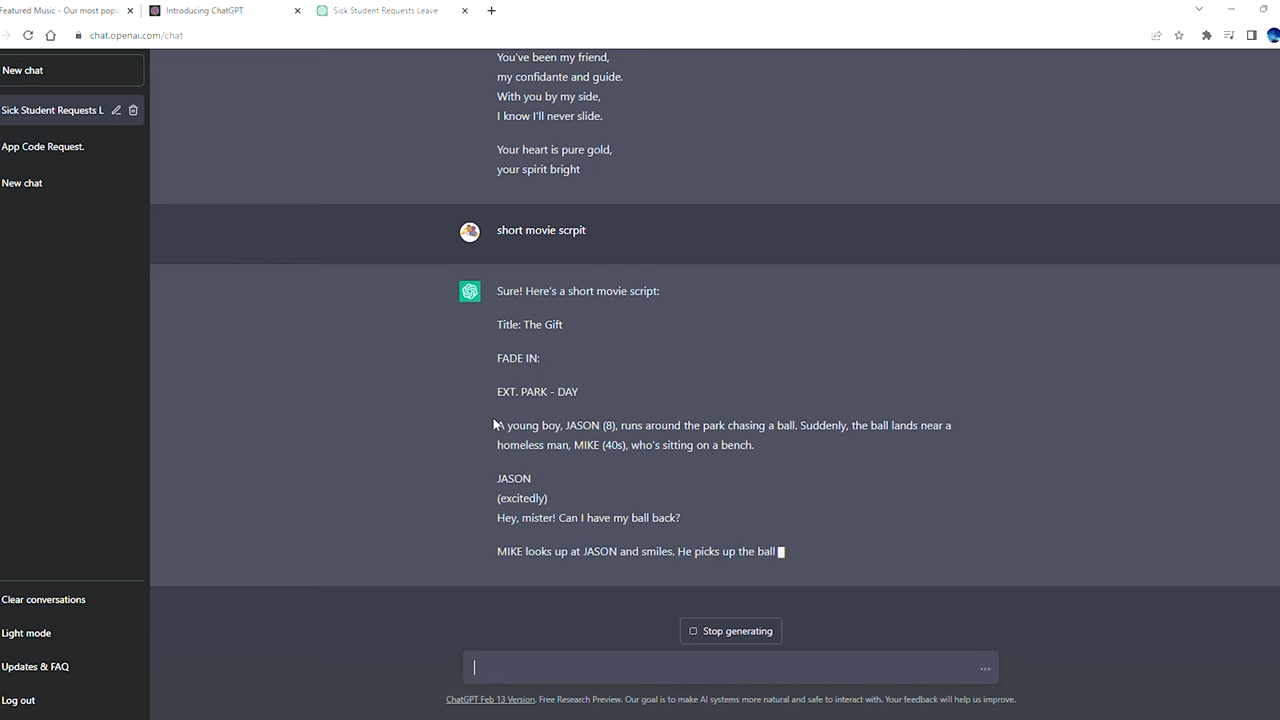 Featured Music - Our most popu
Introducing ChatGPT
Sick Student Requests Leave
chat.openai.com/chat
New chat
Sick Student Requests L
App Code Request.
New chat
Clear conversations
Light mode
Updates & FAQ
Log out
You've been my friend,
my confidante and guide.
With you by my side,
I know I'll never slide.
Your heart is pure gold,
your spirit bright
short movie scrpit
Sure! Here's a short movie script:
Title: The Gift
FADE IN:
EXT. PARK - DAY
A young boy, JASON (8), runs around the park chasing a ball. Suddenly, the ball lands near a
homeless man, MIKE (40s), who's sitting on a bench.
JASON
(excitedly)
Hey, mister! Can I have my ball back?
MIKE looks up at JASON and smiles. He picks up the ball
Stop generating
ChatGPT Feb 13 Version. Free Research Preview. Our goal is to make AI systems more natural and safe to interact with. Your feedback will help us improve.